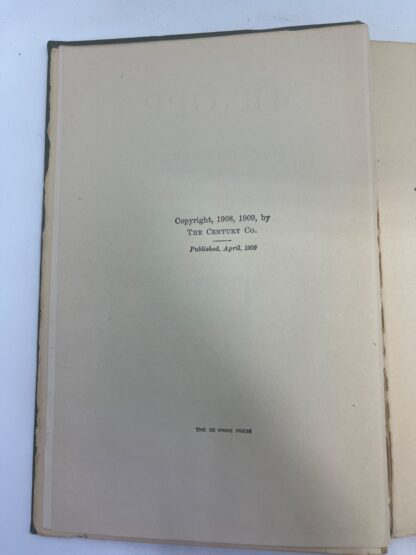 Copyright, 1908, 1909, by
THE CENTURY CO.
Published, April, 1909
THE DE VINNE PRESS